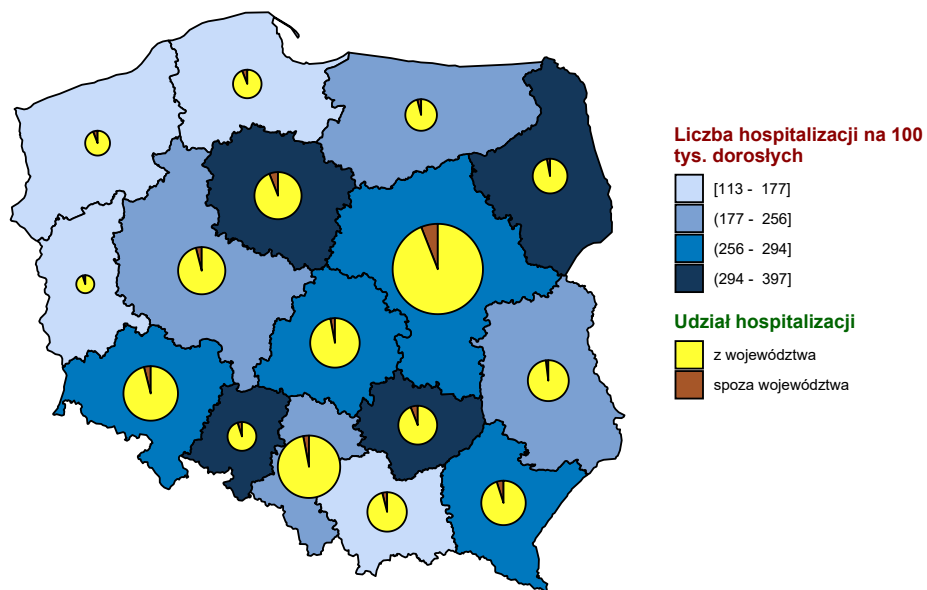 Liczba hospitalizacji na 100
tys. dorosłych
[113 - 177]
(177 - 256]
(256 - 294]
(294 - 397]
Udział hospitalizacji
z województwa
spoza województwa